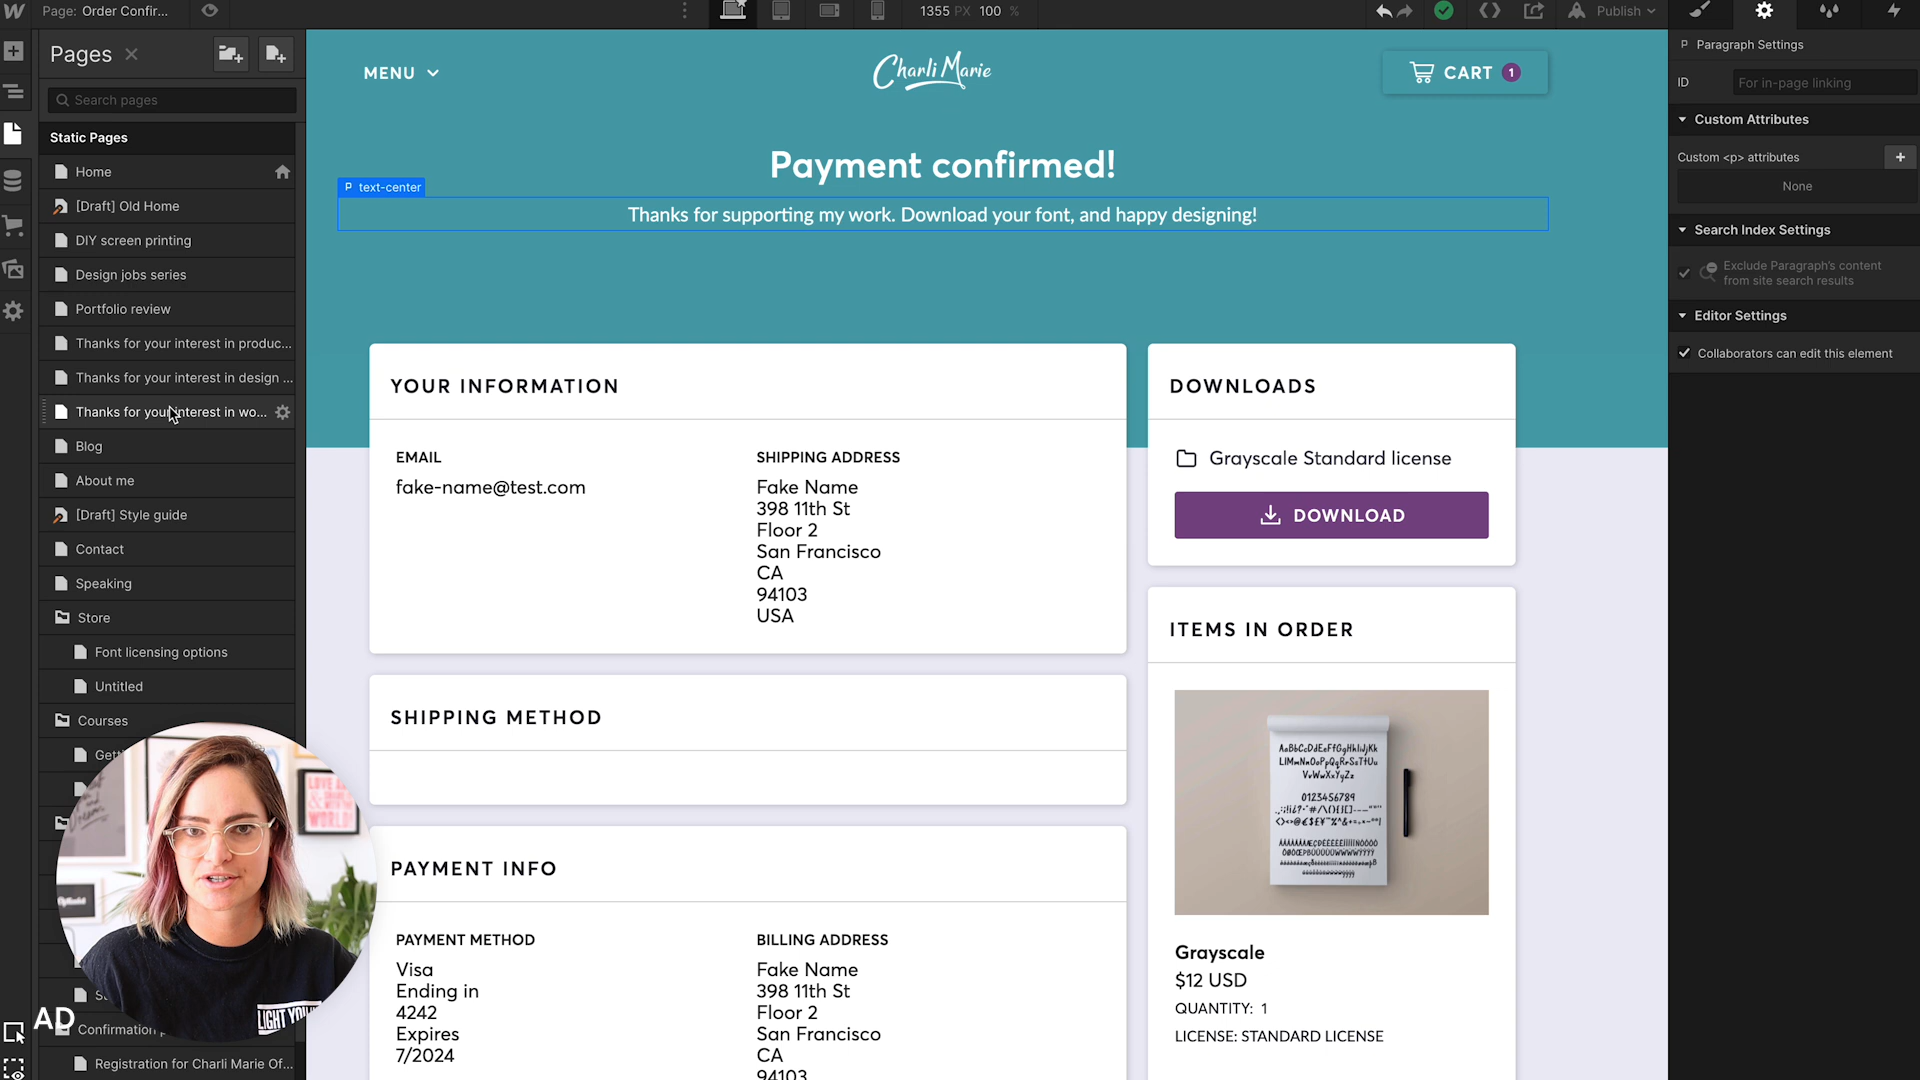 Page: Order Confir...
1355 PX 100 %
Publish
Pages
Search pages
Static Pages
Home
[Draft] Old Home
DIY screen printing
Design jobs series
Portfolio review
Thanks for your interest in produc...
Thanks for your interest in design ...
Thanks for your interest in wo...
Blog
About me
[Draft] Style guide
Contact
Speaking
Store
Font licensing options
Untitled
Courses
Confirmation
Registration for Charli Marie Of...
AD
MENU
Charli Marie
CART 1
Payment confirmed!
P text-center
Thanks for supporting my work. Download your font, and happy designing!
YOUR INFORMATION
EMAIL
fake-name@test.com
SHIPPING ADDRESS
Fake Name
398 11th St
Floor 2
San Francisco
CA
94103
USA
SHIPPING METHOD
PAYMENT INFO
PAYMENT METHOD
Visa
Ending in
4242
Expires
7/2024
BILLING ADDRESS
Fake Name
398 11th St
Floor 2
San Francisco
CA
94103
DOWNLOADS
Grayscale Standard license
DOWNLOAD
ITEMS IN ORDER
0123456789
Grayscale
$12 USD
QUANTITY: 1
LICENSE: STANDARD LICENSE
P Paragraph Settings
ID
For in-page linking
Custom Attributes
Custom <p> attributes
None
Search Index Settings
Exclude Paragraph's content
from site search results
Editor Settings
Collaborators can edit this element